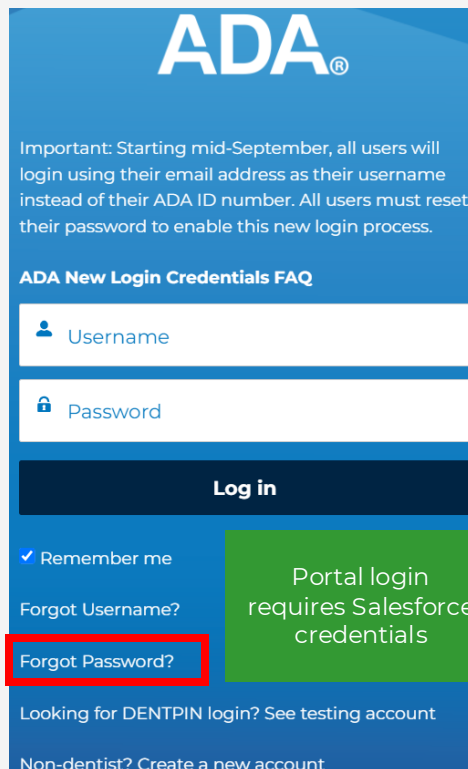 ADA®
Important: Starting mid-September, all users will
login using their email address as their username
instead of their ADA ID number. All users must reset
their password to enable this new login process.
ADA New Login Credentials FAQ
Username
Password
Log in
Remember me
Portal login
requires Salesforce
credentials
Forgot Username?
Forgot Password?
Looking for DENTPIN login? See testing account
Non-dentist? Create a new account